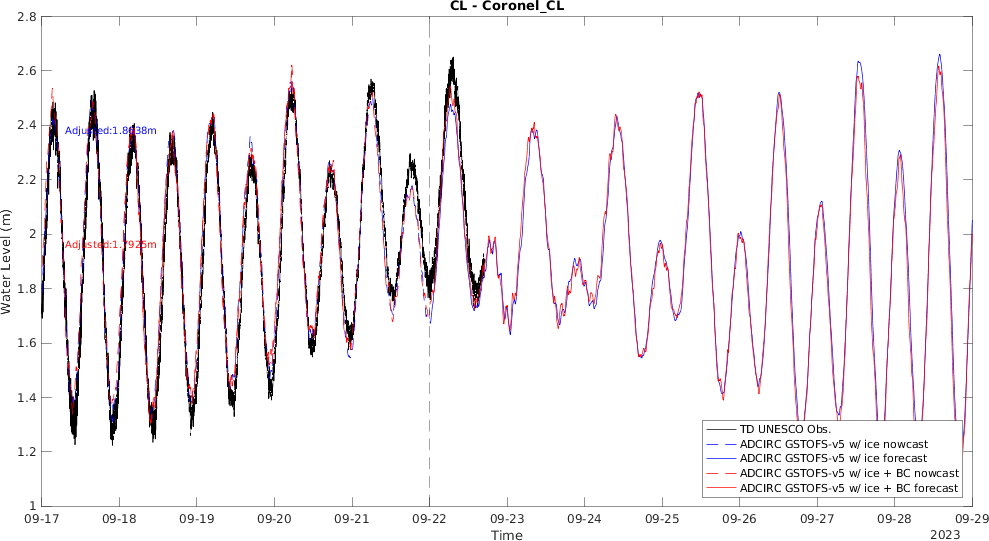 CL - Coronel_CL
2.8
2.6
2.4
2.2
2
1.8
1.6
1.4
1.2
1
Water Level (m)
Adjusted:1.7925m
TD UNESCO Obs.
ADCIRC GSTOFS-v5 w/ ice nowcast
ADCIRC GSTOFS-v5 w/ ice forecast
ADCIRC GSTOFS-v5 w/ ice + BC nowcast
ADCIRC GSTOFS-v5 w/ ice + BC forecast
09-17 09-18 09-19 09-20 09-21 09-22 09-23 09-24 09-25 09-26 09-27 09-28 09-29
Time
2023